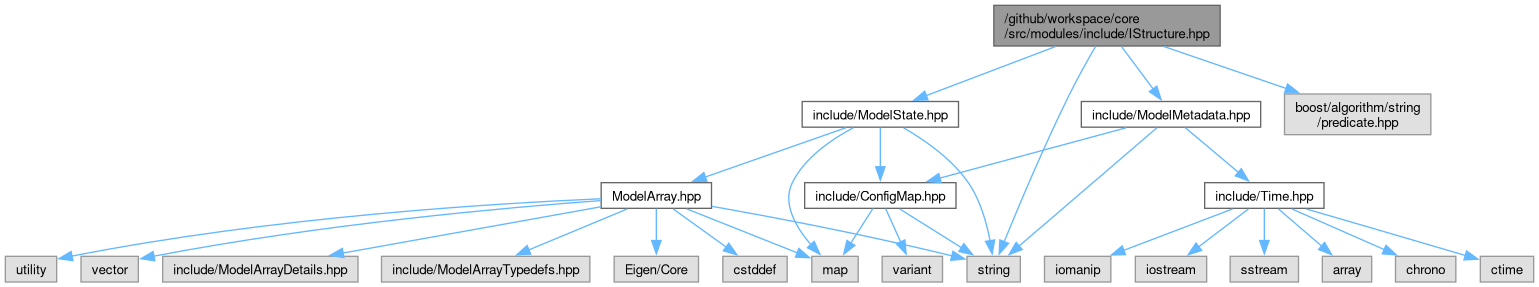 /github/workspace/core
/src/modules/include/IStructure.hpp
include/ModelState.hpp
include/ModelMetadata.hpp
boost/algorithm/string
/predicate.hpp
ModelArray.hpp
include/ConfigMap.hpp
include/Time.hpp
utility
vector
include/ModelArrayDetails.hpp
include/ModelArrayTypedefs.hpp
Eigen/Core
cstddef
map
variant
string
iomanip
iostream
sstream
array
chrono
ctime